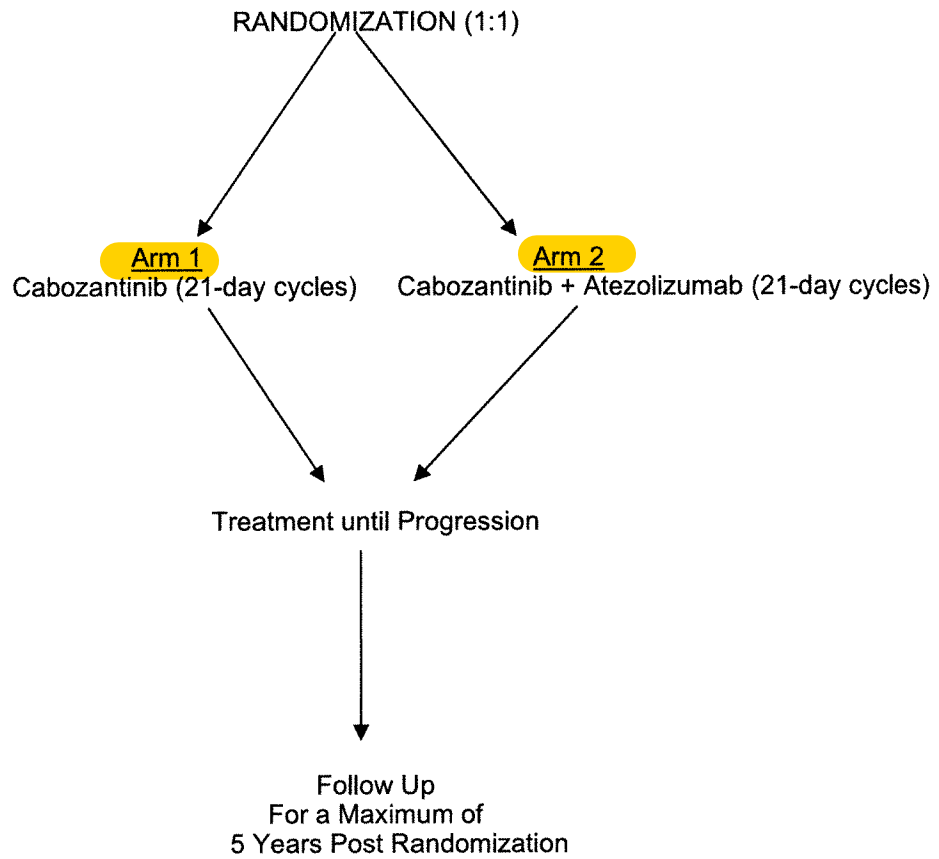 RANDOMIZATION (1:1)
Arm 1
Cabozantinib (21-day cycles)
Arm 2
Cabozantinib + Atezolizumab (21-day cycles)
Treatment until Progression
Follow Up
For a Maximum of
5 Years Post Randomization